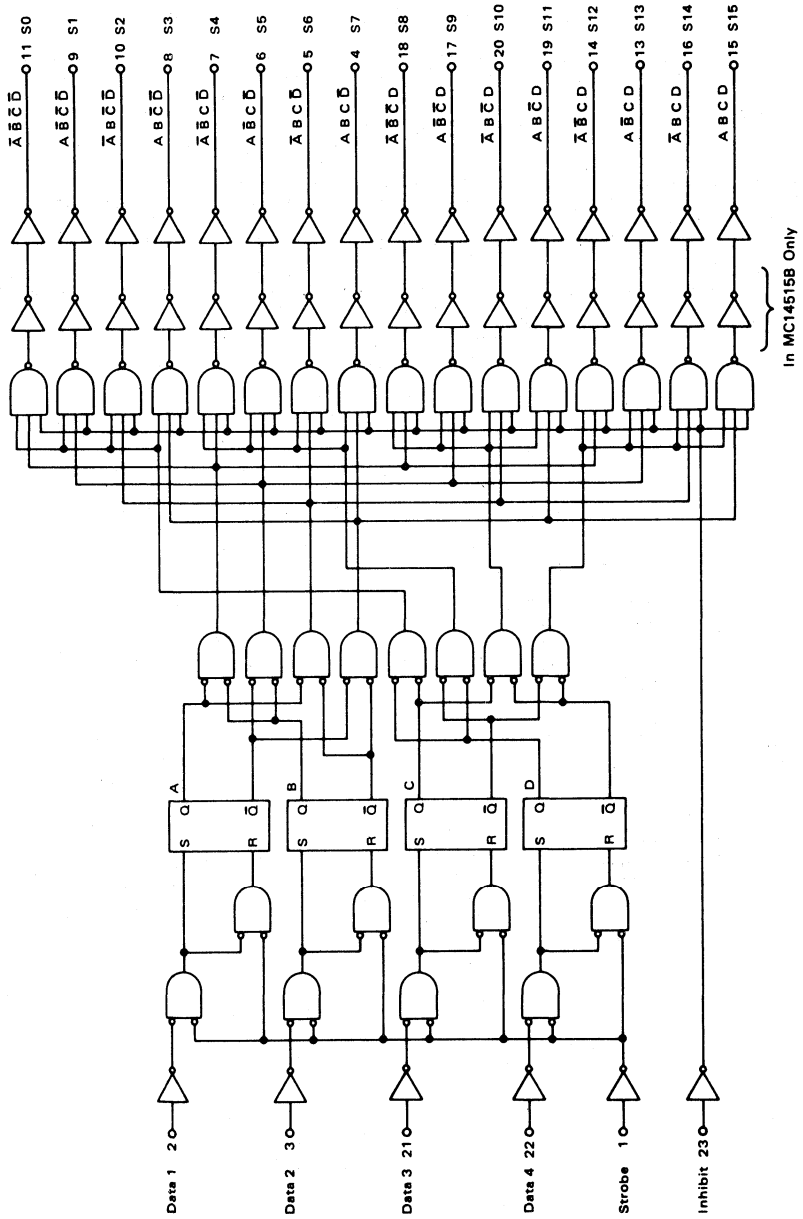 A̅ B̅ C̅ D̅ 11 S0
A B̅ C̅ D̅ 9 S1
A̅ B C̅ D̅ 10 S2
A B C̅ D̅ 8 S3
A̅ B̅ C D̅ 7 S4
A B̅ C D̅ 6 S5
A̅ B C D̅ 5 S6
A B C D̅ 4 S7
A̅ B̅ C̅ D 18 S8
A B̅ C̅ D 17 S9
A̅ B C̅ D 20 S10
A B C̅ D 19 S11
A̅ B̅ C D 14 S12
A B̅ C D 13 S13
A̅ B C D 16 S14
A B C D 15 S15
In MC14515B Only
A
S Q
R Q̅
B
S Q
R Q̅
C
S Q
R Q̅
D
S Q
R Q̅
Data 1 2
Data 2 3
Data 3 21
Data 4 22
Strobe 1
Inhibit 23